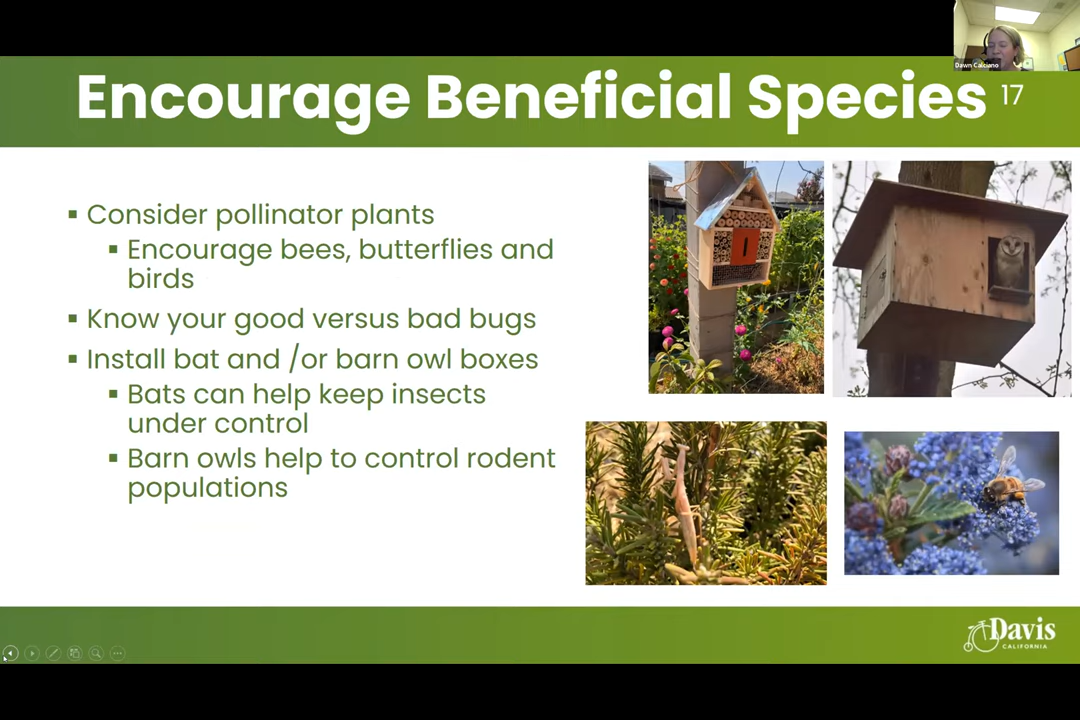 Dawn Calciano
Encourage Beneficial Species
17
▪ Consider pollinator plants
▪ Encourage bees, butterflies and
birds
▪ Know your good versus bad bugs
▪ Install bat and /or barn owl boxes
▪ Bats can help keep insects
under control
▪ Barn owls help to control rodent
populations
Davis
CALIFORNIA